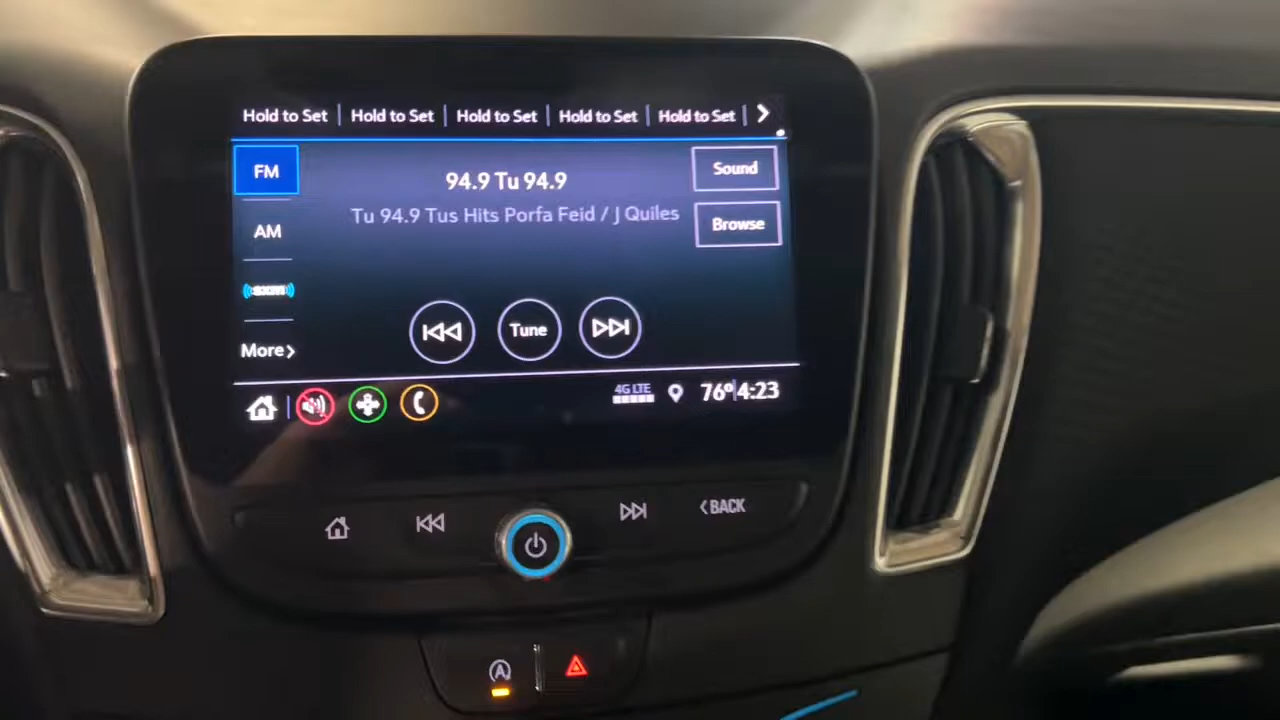 Hold to Set Hold to Set Hold to Set Hold to Set Hold to Set
FM
94.9 Tu 94.9
Sound
Tu 94.9 Tus Hits Porfa Feid / J Quiles
Browse
AM
SXM
Tune
More
4G LTE
76° 4:23
BACK
A